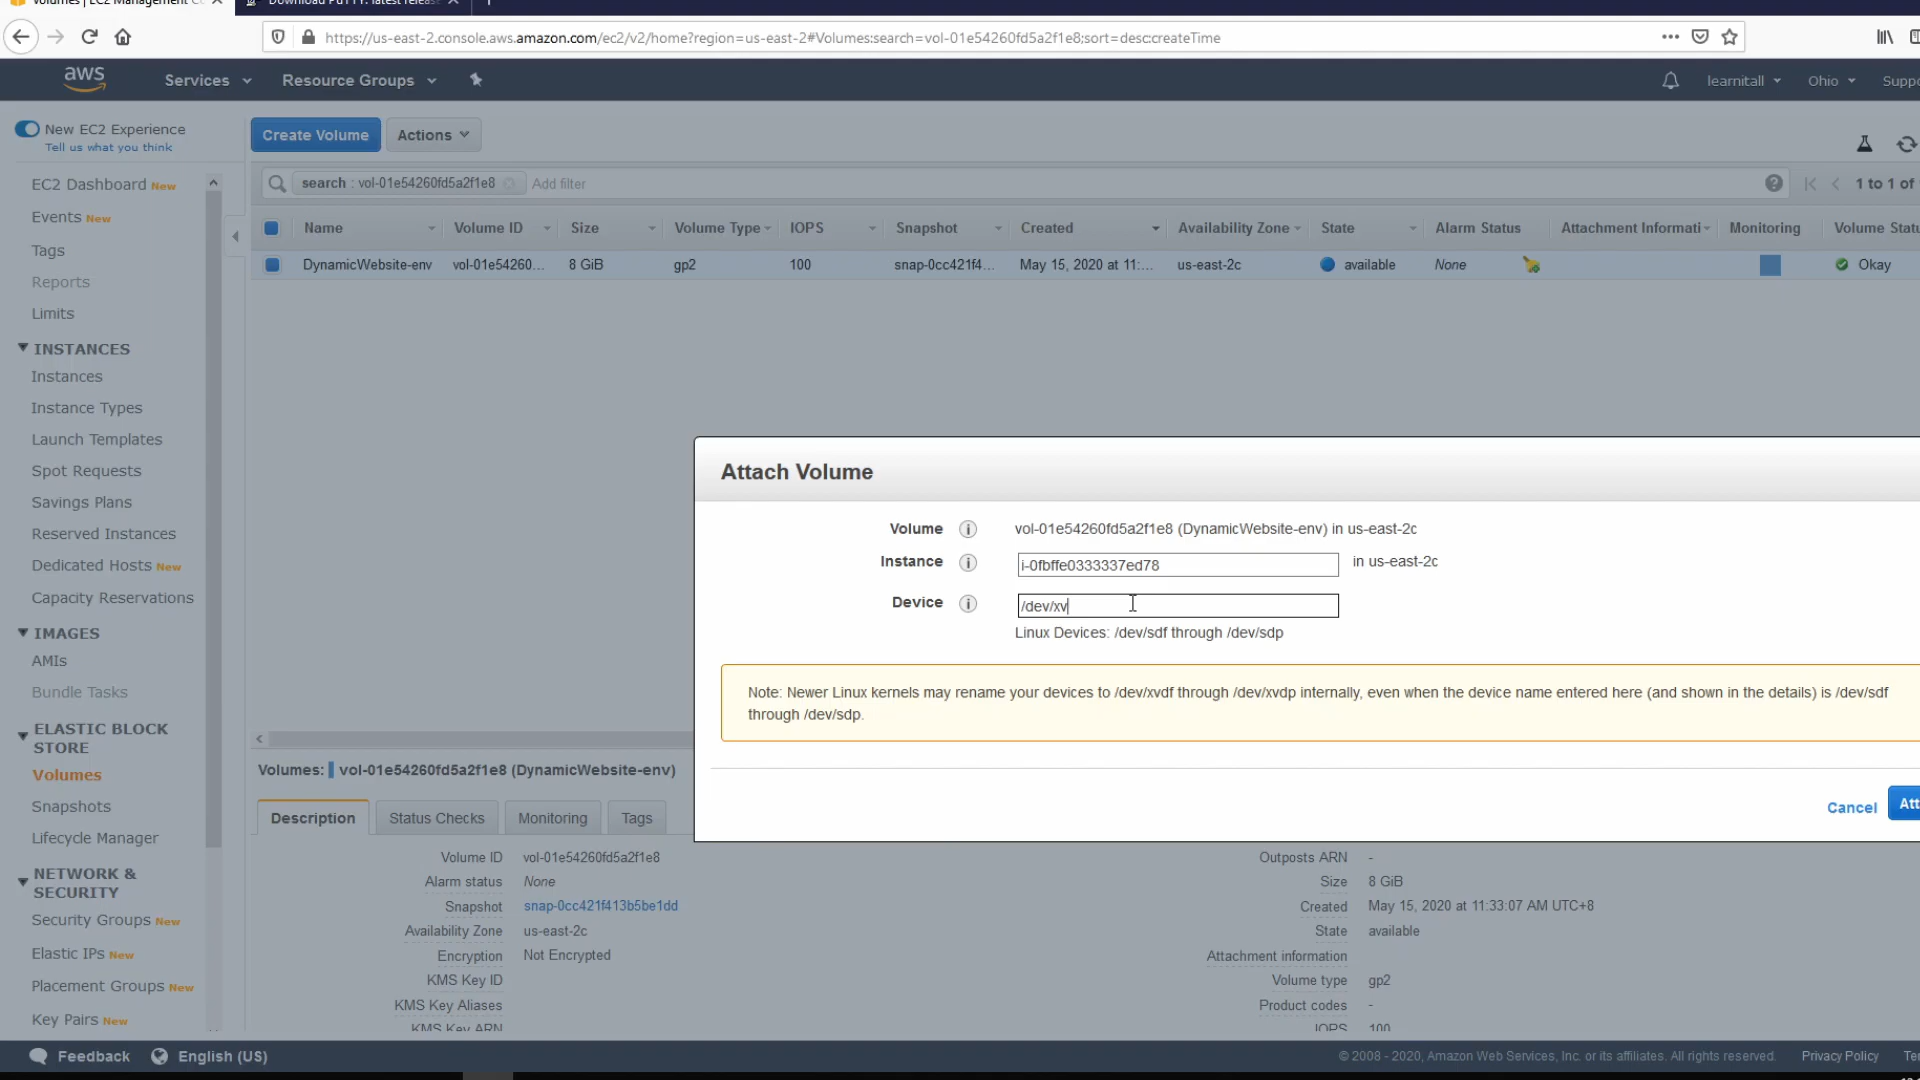 Volumes | EC2 Management Co
Download PuTTY: latest release
https://us-east-2.console.aws.amazon.com/ec2/v2/home?region=us-east-2#Volumes:search=vol-01e54260fd5a2f1e8;sort=desc:createTime
aws
Services
Resource Groups
learnitall
Ohio
Suppo
New EC2 Experience
Tell us what you think
Create Volume
Actions
search : vol-01e54260fd5a2f1e8
Add filter
1 to 1 of
EC2 Dashboard New
Events New
Tags
Reports
Limits
INSTANCES
Instances
Instance Types
Launch Templates
Spot Requests
Savings Plans
Reserved Instances
Dedicated Hosts New
Capacity Reservations
IMAGES
AMIs
Bundle Tasks
ELASTIC BLOCK
STORE
Volumes
Snapshots
Lifecycle Manager
NETWORK &
SECURITY
Security Groups New
Elastic IPs New
Placement Groups New
Key Pairs New
Name Volume ID Size Volume Type IOPS Snapshot Created Availability Zone State Alarm Status Attachment Informati Monitoring Volume Statu
DynamicWebsite-env vol-01e54260... 8 GiB gp2 100 snap-0cc421f4... May 15, 2020 at 11:... us-east-2c available None Okay
Attach Volume
Volume i vol-01e54260fd5a2f1e8 (DynamicWebsite-env) in us-east-2c
Instance i i-0fbffe0333337ed78 in us-east-2c
Device i /dev/xv
Linux Devices: /dev/sdf through /dev/sdp
Note: Newer Linux kernels may rename your devices to /dev/xvdf through /dev/xvdp internally, even when the device name entered here (and shown in the details) is /dev/sdf
through /dev/sdp.
Cancel
Att
Volumes: vol-01e54260fd5a2f1e8 (DynamicWebsite-env)
Description
Status Checks
Monitoring
Tags
Volume ID vol-01e54260fd5a2f1e8
Alarm status None
Snapshot snap-0cc421f413b5be1dd
Availability Zone us-east-2c
Encryption Not Encrypted
KMS Key ID
KMS Key Aliases
KMS Key ARN
Outposts ARN -
Size 8 GiB
Created May 15, 2020 at 11:33:07 AM UTC+8
State available
Attachment information
Volume type gp2
Product codes -
IOPS 100
Feedback
English (US)
© 2008 - 2020, Amazon Web Services, Inc. or its affiliates. All rights reserved.
Privacy Policy
Te